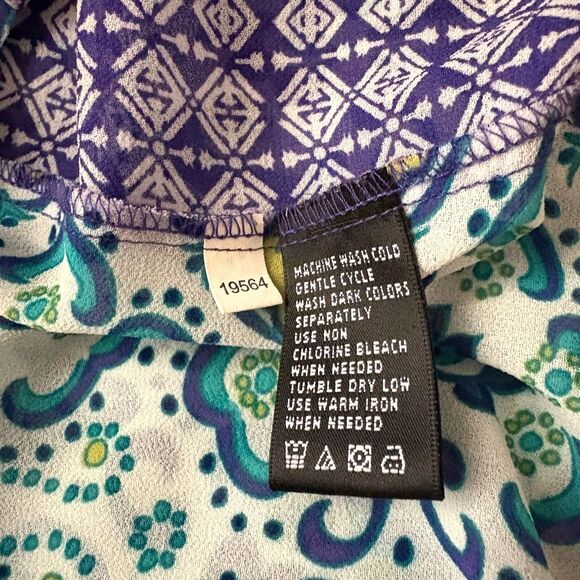 19564
MACHINE WASH COLD
GENTLE CYCLE
WASH DARK COLORS
SEPARATELY
USE NON
CHLORINE BLEACH
WHEN NEEDED
TUMBLE DRY LOW
USE WARM IRON
WHEN NEEDED